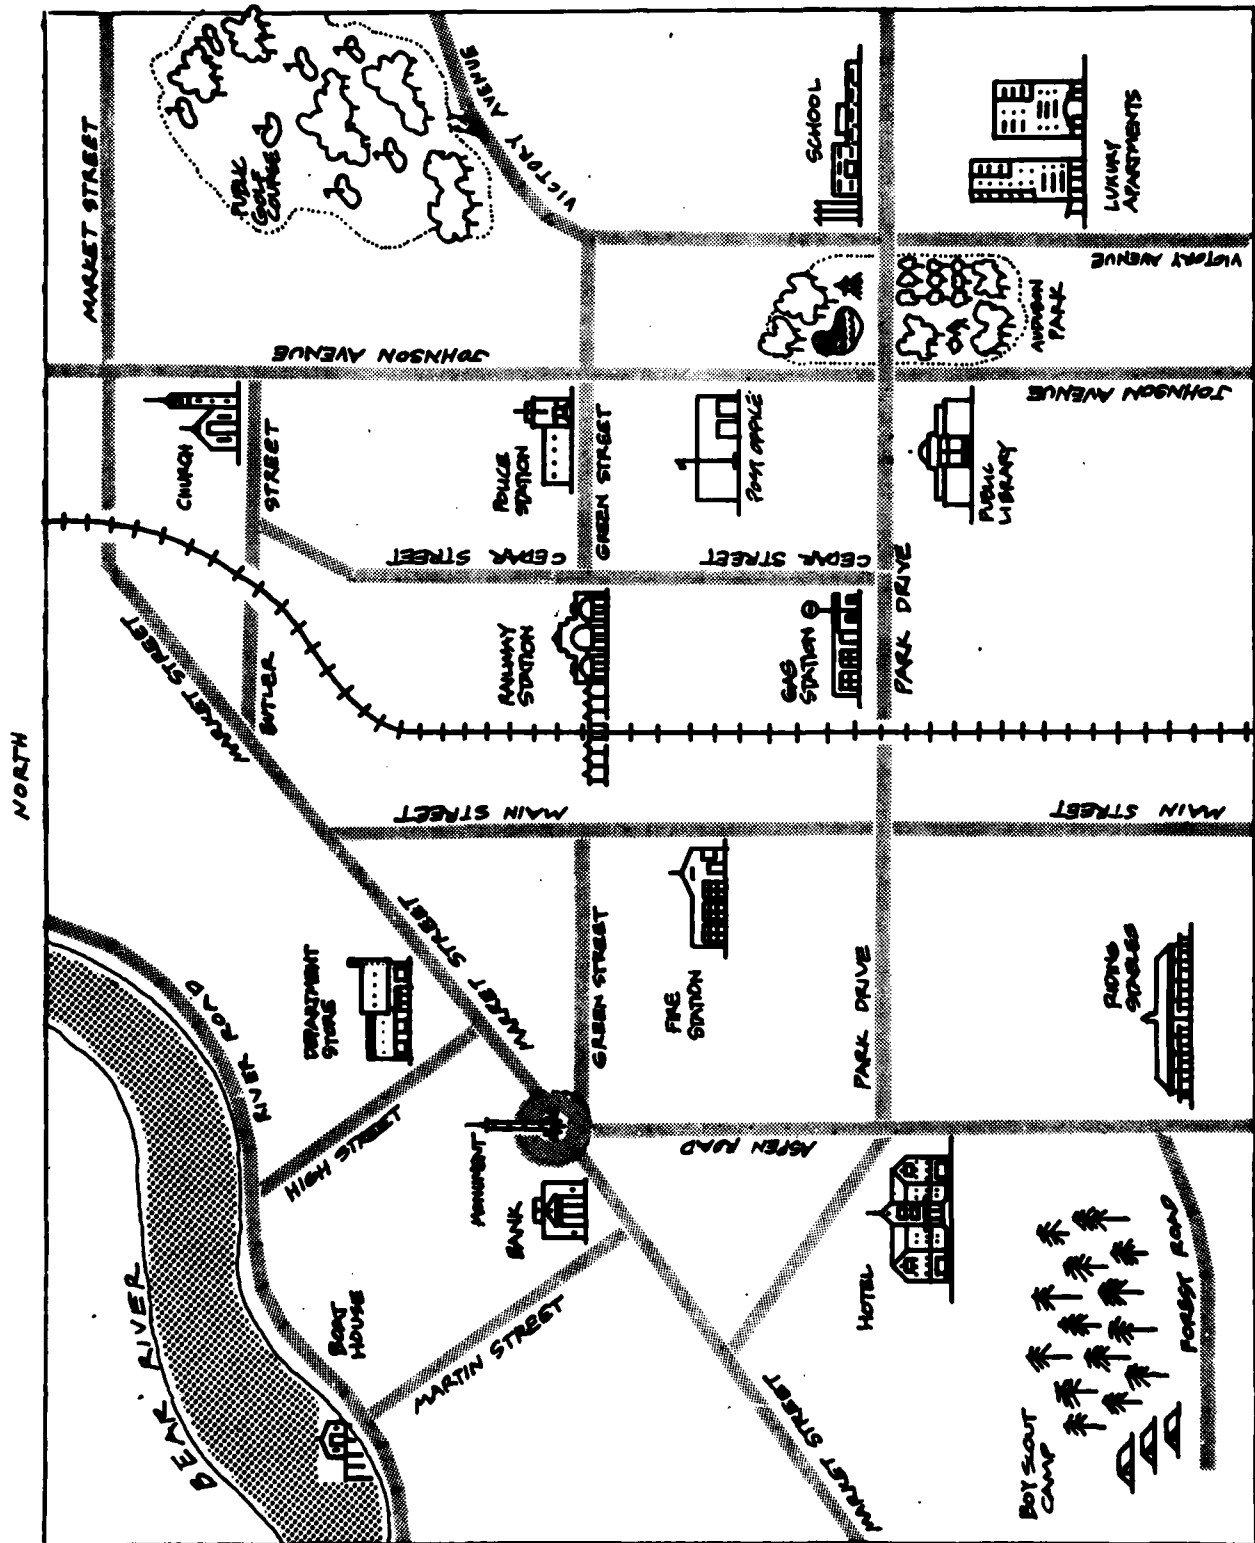 NORTH
MARKET STREET
BEAR RIVER
RIVER ROAD
MARKET STREET
CHURCH
PUBLIC
GOLF
COURSE
BUTLER
STREET
JOHNSON AVENUE
HIGH STREET
DEPARTMENT
STORE
BOAT
HOUSE
MARTIN STREET
MARKET STREET
MONUMENT
BANK
MAIN STREET
RAILWAY
STATION
CEDAR STREET
POLICE
STATION
VICTORY
AVENUE
VICTORY AVENUE
GREEN STREET
GREEN STREET
FIRE
STATION
CEDAR STREET
POST OFFICE
ASPEN ROAD
GAS
STATION
SCHOOL
MARKET STREET
HOTEL
PARK DRIVE
PARK DRIVE
PUBLIC
LIBRARY
BOY SCOUT
CAMP
FOREST ROAD
RIDING
STABLES
MAIN STREET
JOHNSON AVENUE
ADDISON
PARK
VICTORY AVENUE
LUXURY
APARTMENTS